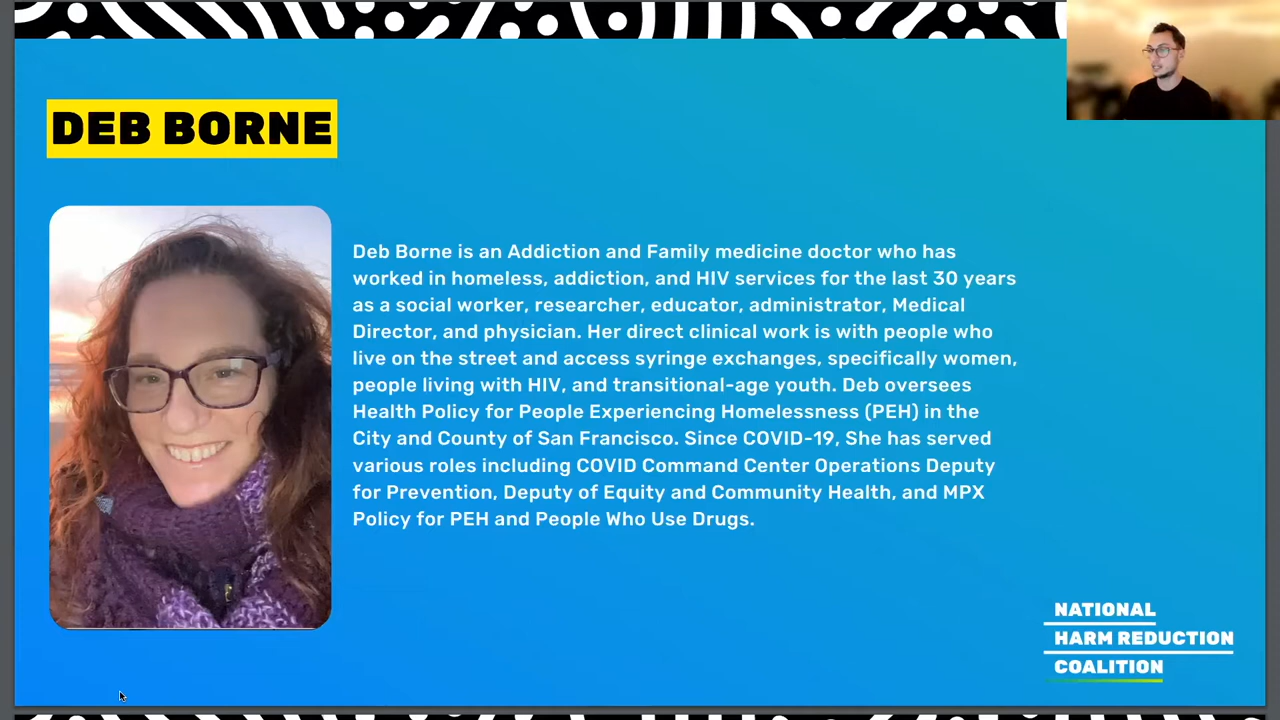 DEB BORNE
Deb Borne is an Addiction and Family medicine doctor who has
worked in homeless, addiction, and HIV services for the last 30 years
as a social worker, researcher, educator, administrator, Medical
Director, and physician. Her direct clinical work is with people who
live on the street and access syringe exchanges, specifically women,
people living with HIV, and transitional-age youth. Deb oversees
Health Policy for People Experiencing Homelessness (PEH) in the
City and County of San Francisco. Since COVID-19, She has served
various roles including COVID Command Center Operations Deputy
for Prevention, Deputy of Equity and Community Health, and MPX
Policy for PEH and People Who Use Drugs.
NATIONAL
HARM REDUCTION
COALITION